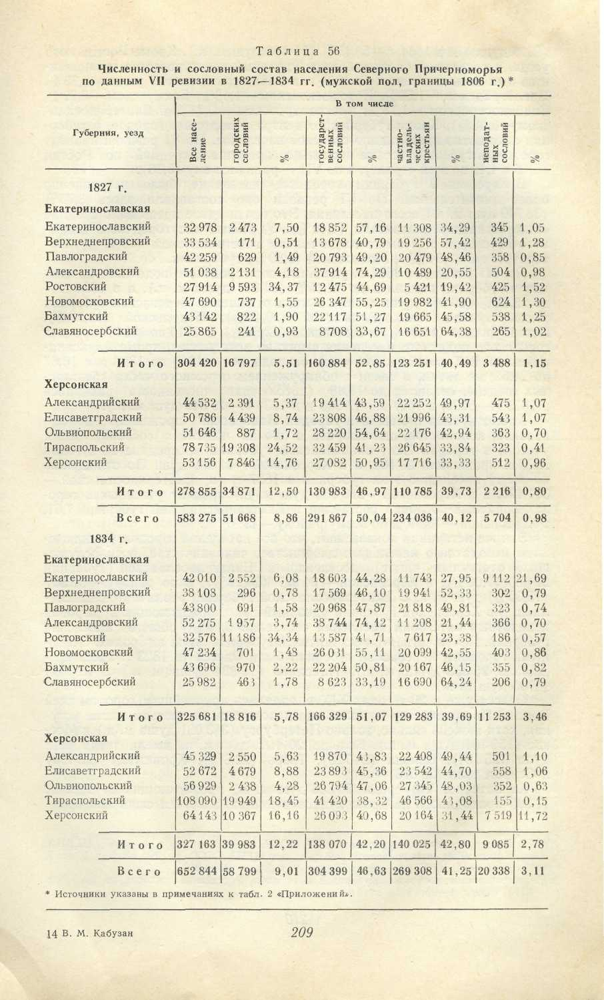 Таблица 56
Численность и сословный состав населения Северного Причерноморья
по данным VII ревизии в 1827—1834 гг. (мужской пол, границы 1806 г.) *
Губерния, уезд
Все население
В том числе
городских сословий
%
государственных сословий
%
частновладельческих крестьян
%
неподатных сословий
%
1827 г.
Екатеринославская
Екатеринославский 32 978 2 473 7,50 18 852 57,16 11 308 34,29 345 1,05
Верхнеднепровский 33 534 171 0,51 13 678 40,79 19 256 57,42 429 1,28
Павлоградский 42 259 629 1,49 20 793 49,20 20 479 48,46 358 0,85
Александровский 51 038 2 131 4,18 37 914 74,29 10 489 20,55 504 0,98
Ростовский 27 914 9 593 34,37 12 475 44,69 5 421 19,42 425 1,52
Новомосковский 47 690 737 1,55 26 347 55,25 19 982 41,90 624 1,30
Бахмутский 43 142 822 1,90 22 117 51,27 19 665 45,58 538 1,25
Славяносербский 25 865 241 0,93 8 708 33,67 16 651 64,38 265 1,02
Итого 304 420 16 797 5,51 160 884 52,85 123 251 40,49 3 488 1,15
Херсонская
Александрийский 44 532 2 391 5,37 19 414 43,59 22 252 49,97 475 1,07
Елисаветградский 50 786 4 439 8,74 23 808 46,88 21 996 43,31 543 1,07
Ольвиопольский 51 646 887 1,72 28 220 54,64 22 176 42,94 363 0,70
Тираспольский 78 735 19 308 24,52 32 459 41,23 26 645 33,84 323 0,41
Херсонский 53 156 7 846 14,76 27 082 50,95 17 716 33,33 512 0,96
Итого 278 855 34 871 12,50 130 983 46,97 110 785 39,73 2 216 0,80
Всего 583 275 51 668 8,86 291 867 50,04 234 036 40,12 5 704 0,98
1834 г.
Екатеринославская
Екатеринославский 42 010 2 552 6,08 18 603 44,28 11 743 27,95 9 112 21,69
Верхнеднепровский 38 108 296 0,78 17 569 46,10 19 941 52,33 302 0,79
Павлоградский 43 800 691 1,58 20 968 47,87 21 818 49,81 323 0,74
Александровский 52 275 1 957 3,74 38 744 74,12 11 208 21,44 366 0,70
Ростовский 32 576 11 186 34,34 13 587 41,71 7 617 23,38 186 0,57
Новомосковский 47 234 701 1,48 26 031 55,11 20 099 42,55 403 0,86
Бахмутский 43 696 970 2,22 22 204 50,81 20 167 46,15 355 0,82
Славяносербский 25 982 463 1,78 8 623 33,19 16 690 64,24 206 0,79
Итого 325 681 18 816 5,78 166 329 51,07 129 283 39,69 11 253 3,46
Херсонская
Александрийский 45 329 2 550 5,63 19 870 43,83 22 408 49,44 501 1,10
Елисаветградский 52 672 4 679 8,88 23 893 45,36 23 542 44,70 558 1,06
Ольвиопольский 56 929 2 438 4,28 26 794 47,06 27 345 48,03 352 0,63
Тираспольский 108 090 19 949 18,45 41 420 38,32 46 566 43,08 155 0,15
Херсонский 64 143 10 367 16,16 26 093 40,68 20 164 31,44 7 519 11,72
Итого 327 163 39 983 12,22 138 070 42,20 140 025 42,80 9 085 2,78
Всего 652 844 58 799 9,01 304 399 46,63 269 308 41,25 20 338 3,11
* Источники указаны в примечаниях к табл. 2 «Приложений».
14 В. М. Кабузан
209